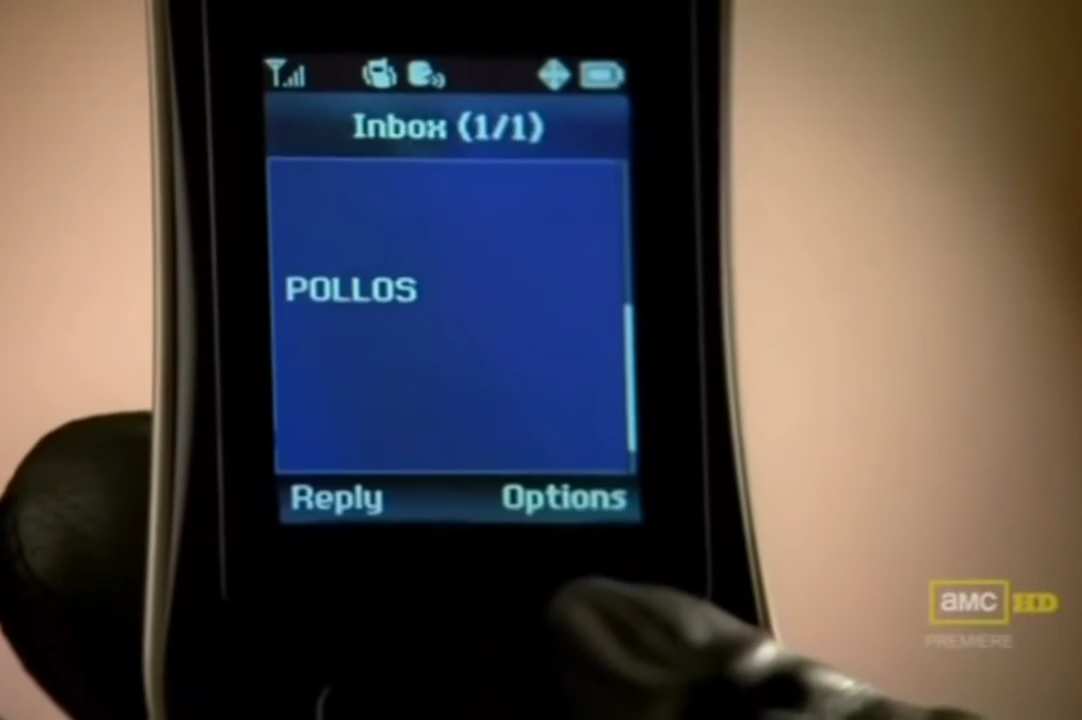 Inbox (1/1)
POLLOS
Reply
Options
aMC HD
PREMIERE